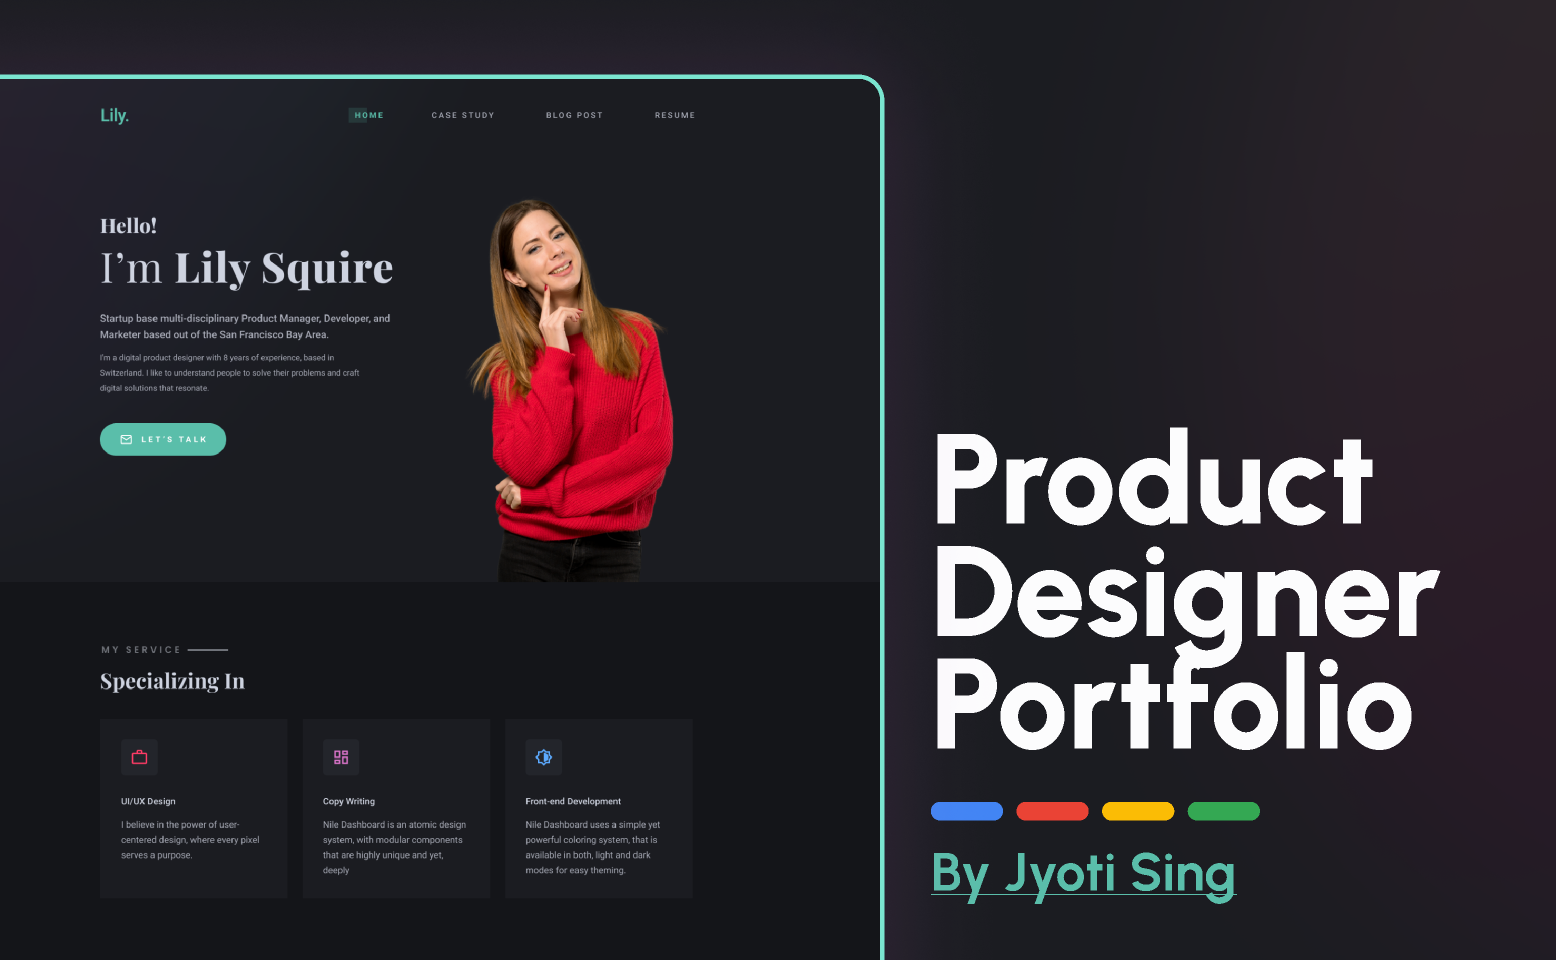 Lily.
HOME CASE STUDY BLOG POST RESUME
Hello!
I'm Lily Squire
Startup base multi-disciplinary Product Manager, Developer, and
Marketer based out of the San Francisco Bay Area.
I'm a digital product designer with 8 years of experience, based in
Switzerland. I like to understand people to solve their problems and craft
digital solutions that resonate.
LET'S TALK
MY SERVICE
Specializing In
UI/UX Design
I believe in the power of user-
centered design, where every pixel
serves a purpose.
Copy Writing
Nile Dashboard is an atomic design
system, with modular components
that are highly unique and yet,
deeply
Front-end Development
Nile Dashboard uses a simple yet
powerful coloring system, that is
available in both, light and dark
modes for easy theming.
Product
Designer
Portfolio
By Jyoti Sing